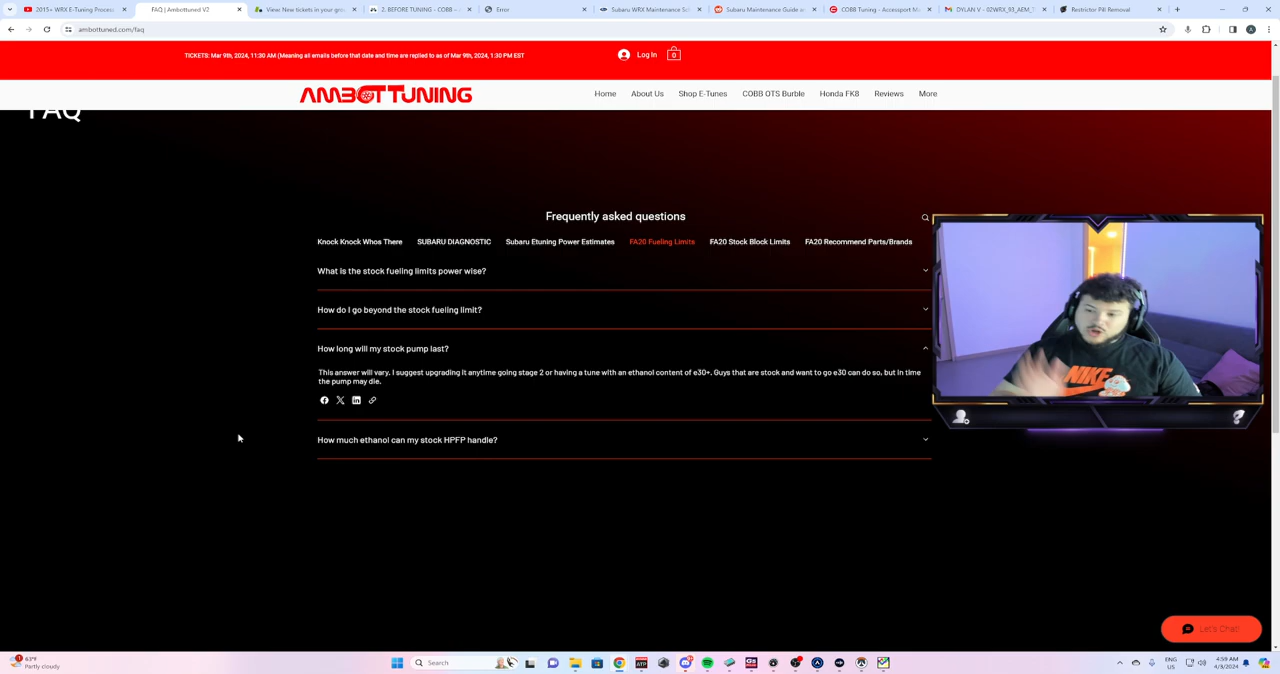 2015+ WRX E-Tuning Process
FAQ | Ambottuned V2
View: New tickets in your gro
2: BEFORE TUNING - COBB –
Error
Subaru WRX Maintenance Sc
Subaru Maintenance Guide
COBB Tuning - Accessport M
DYLAN V - 02WRX_93_AEM_
Restrictor Pill Removal
ambottuned.com/faq
TICKETS: Mar 9th, 2024, 11:30 AM (Meaning all emails before that date and time are replied to as of Mar 9th, 2024, 1:30 PM EST
Log In
0
AMBOTTUNING
Home About Us Shop E-Tunes COBB OTS Burble Honda FK8 Reviews More
FAQ
Frequently asked questions
Knock Knock Whos There SUBARU DIAGNOSTIC Subaru Etuning Power Estimates FA20 Fueling Limits FA20 Stock Block Limits FA20 Recommend Parts/Brands
What is the stock fueling limits power wise?
How do I go beyond the stock fueling limit?
How long will my stock pump last?
This answer will vary. I suggest upgrading it anytime going stage 2 or having a tune with an ethanol content of e30+. Guys that are stock and want to go e30 can do so, but in time
the pump may die.
How much ethanol can my stock HPFP handle?
NIKE
Let's Chat!
63°F
Partly cloudy
Search
ATP
ENG
US
4:59 AM
4/3/2024